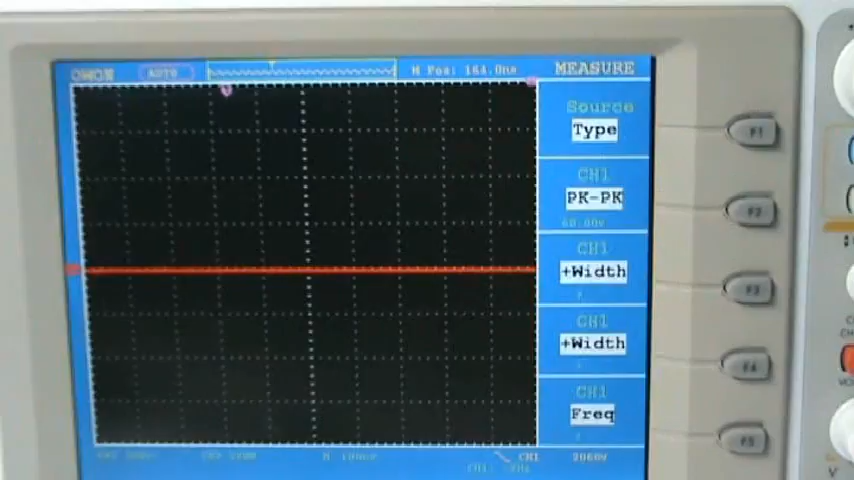 OWON AUTO M Pos: 164.0ns MEASURE
Source
Type
CH1
PK-PK
CH1
+Width
?
CH1
+Width
CH1
Freq
?
CH1
F1
F2
F3
F4
F5
V